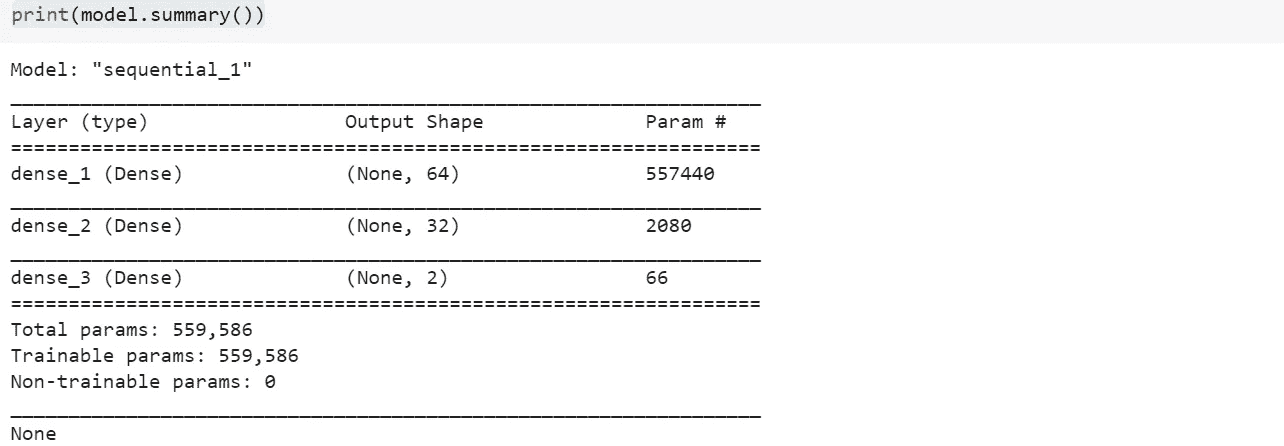 print(model.summary())
Model: "sequential_1"
_________________________________________________________________
Layer (type)                 Output Shape              Param #
=================================================================
dense_1 (Dense)              (None, 64)                557440
_________________________________________________________________
dense_2 (Dense)              (None, 32)                2080
_________________________________________________________________
dense_3 (Dense)              (None, 2)                 66
=================================================================
Total params: 559,586
Trainable params: 559,586
Non-trainable params: 0
_________________________________________________________________
None